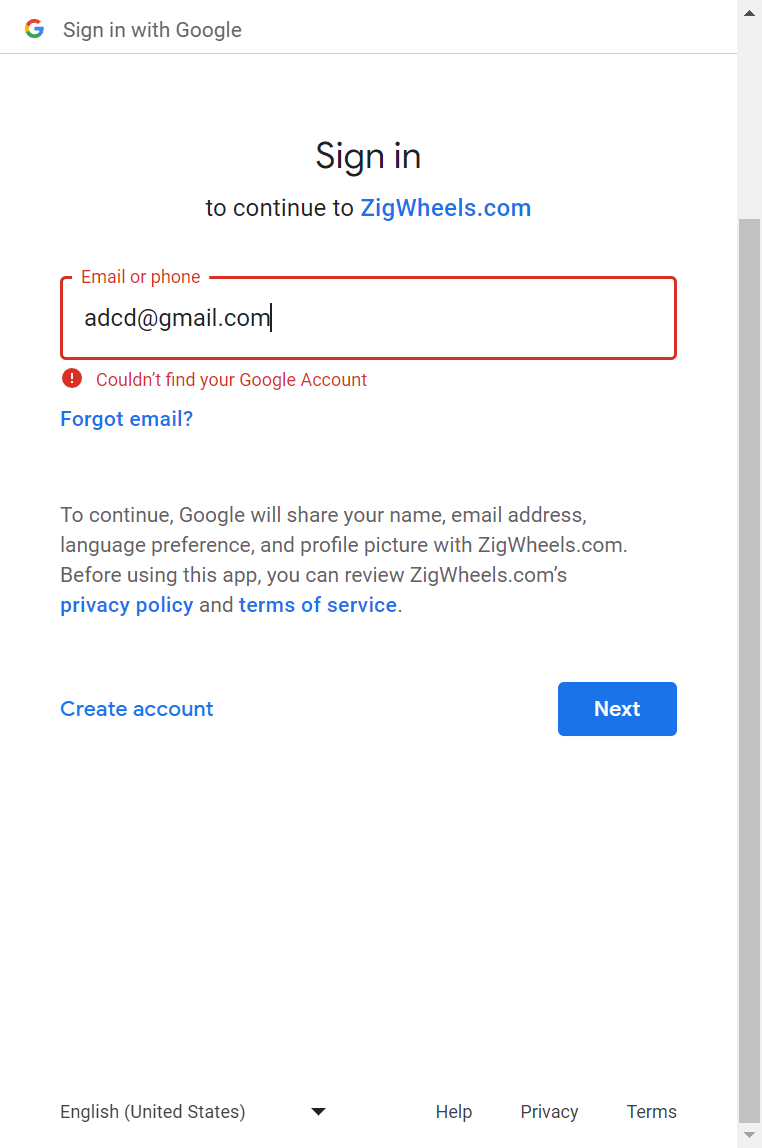 Sign in with Google
Sign in
to continue to ZigWheels.com
Email or phone
adcd@gmail.com
Couldn’t find your Google Account
Forgot email?
To continue, Google will share your name, email address,
language preference, and profile picture with ZigWheels.com.
Before using this app, you can review ZigWheels.com’s
privacy policy and terms of service.
Create account
Next
English (United States)
Help
Privacy
Terms